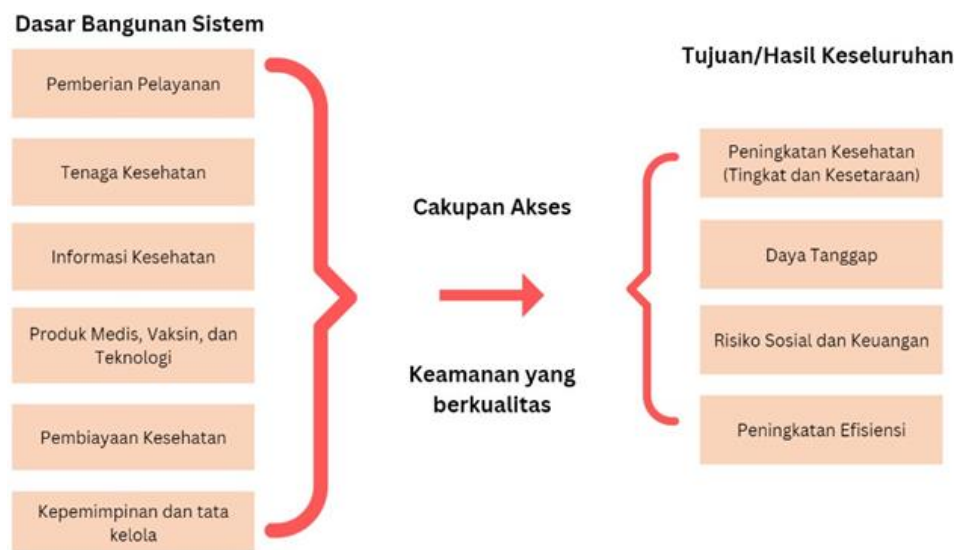 Dasar Bangunan Sistem
Pemberian Pelayanan
Tenaga Kesehatan
Informasi Kesehatan
Produk Medis, Vaksin, dan
Teknologi
Pembiayaan Kesehatan
Kepemimpinan dan tata
kelola
Cakupan Akses
Keamanan yang
berkualitas
Tujuan/Hasil Keseluruhan
Peningkatan Kesehatan
(Tingkat dan Kesetaraan)
Daya Tanggap
Risiko Sosial dan Keuangan
Peningkatan Efisiensi